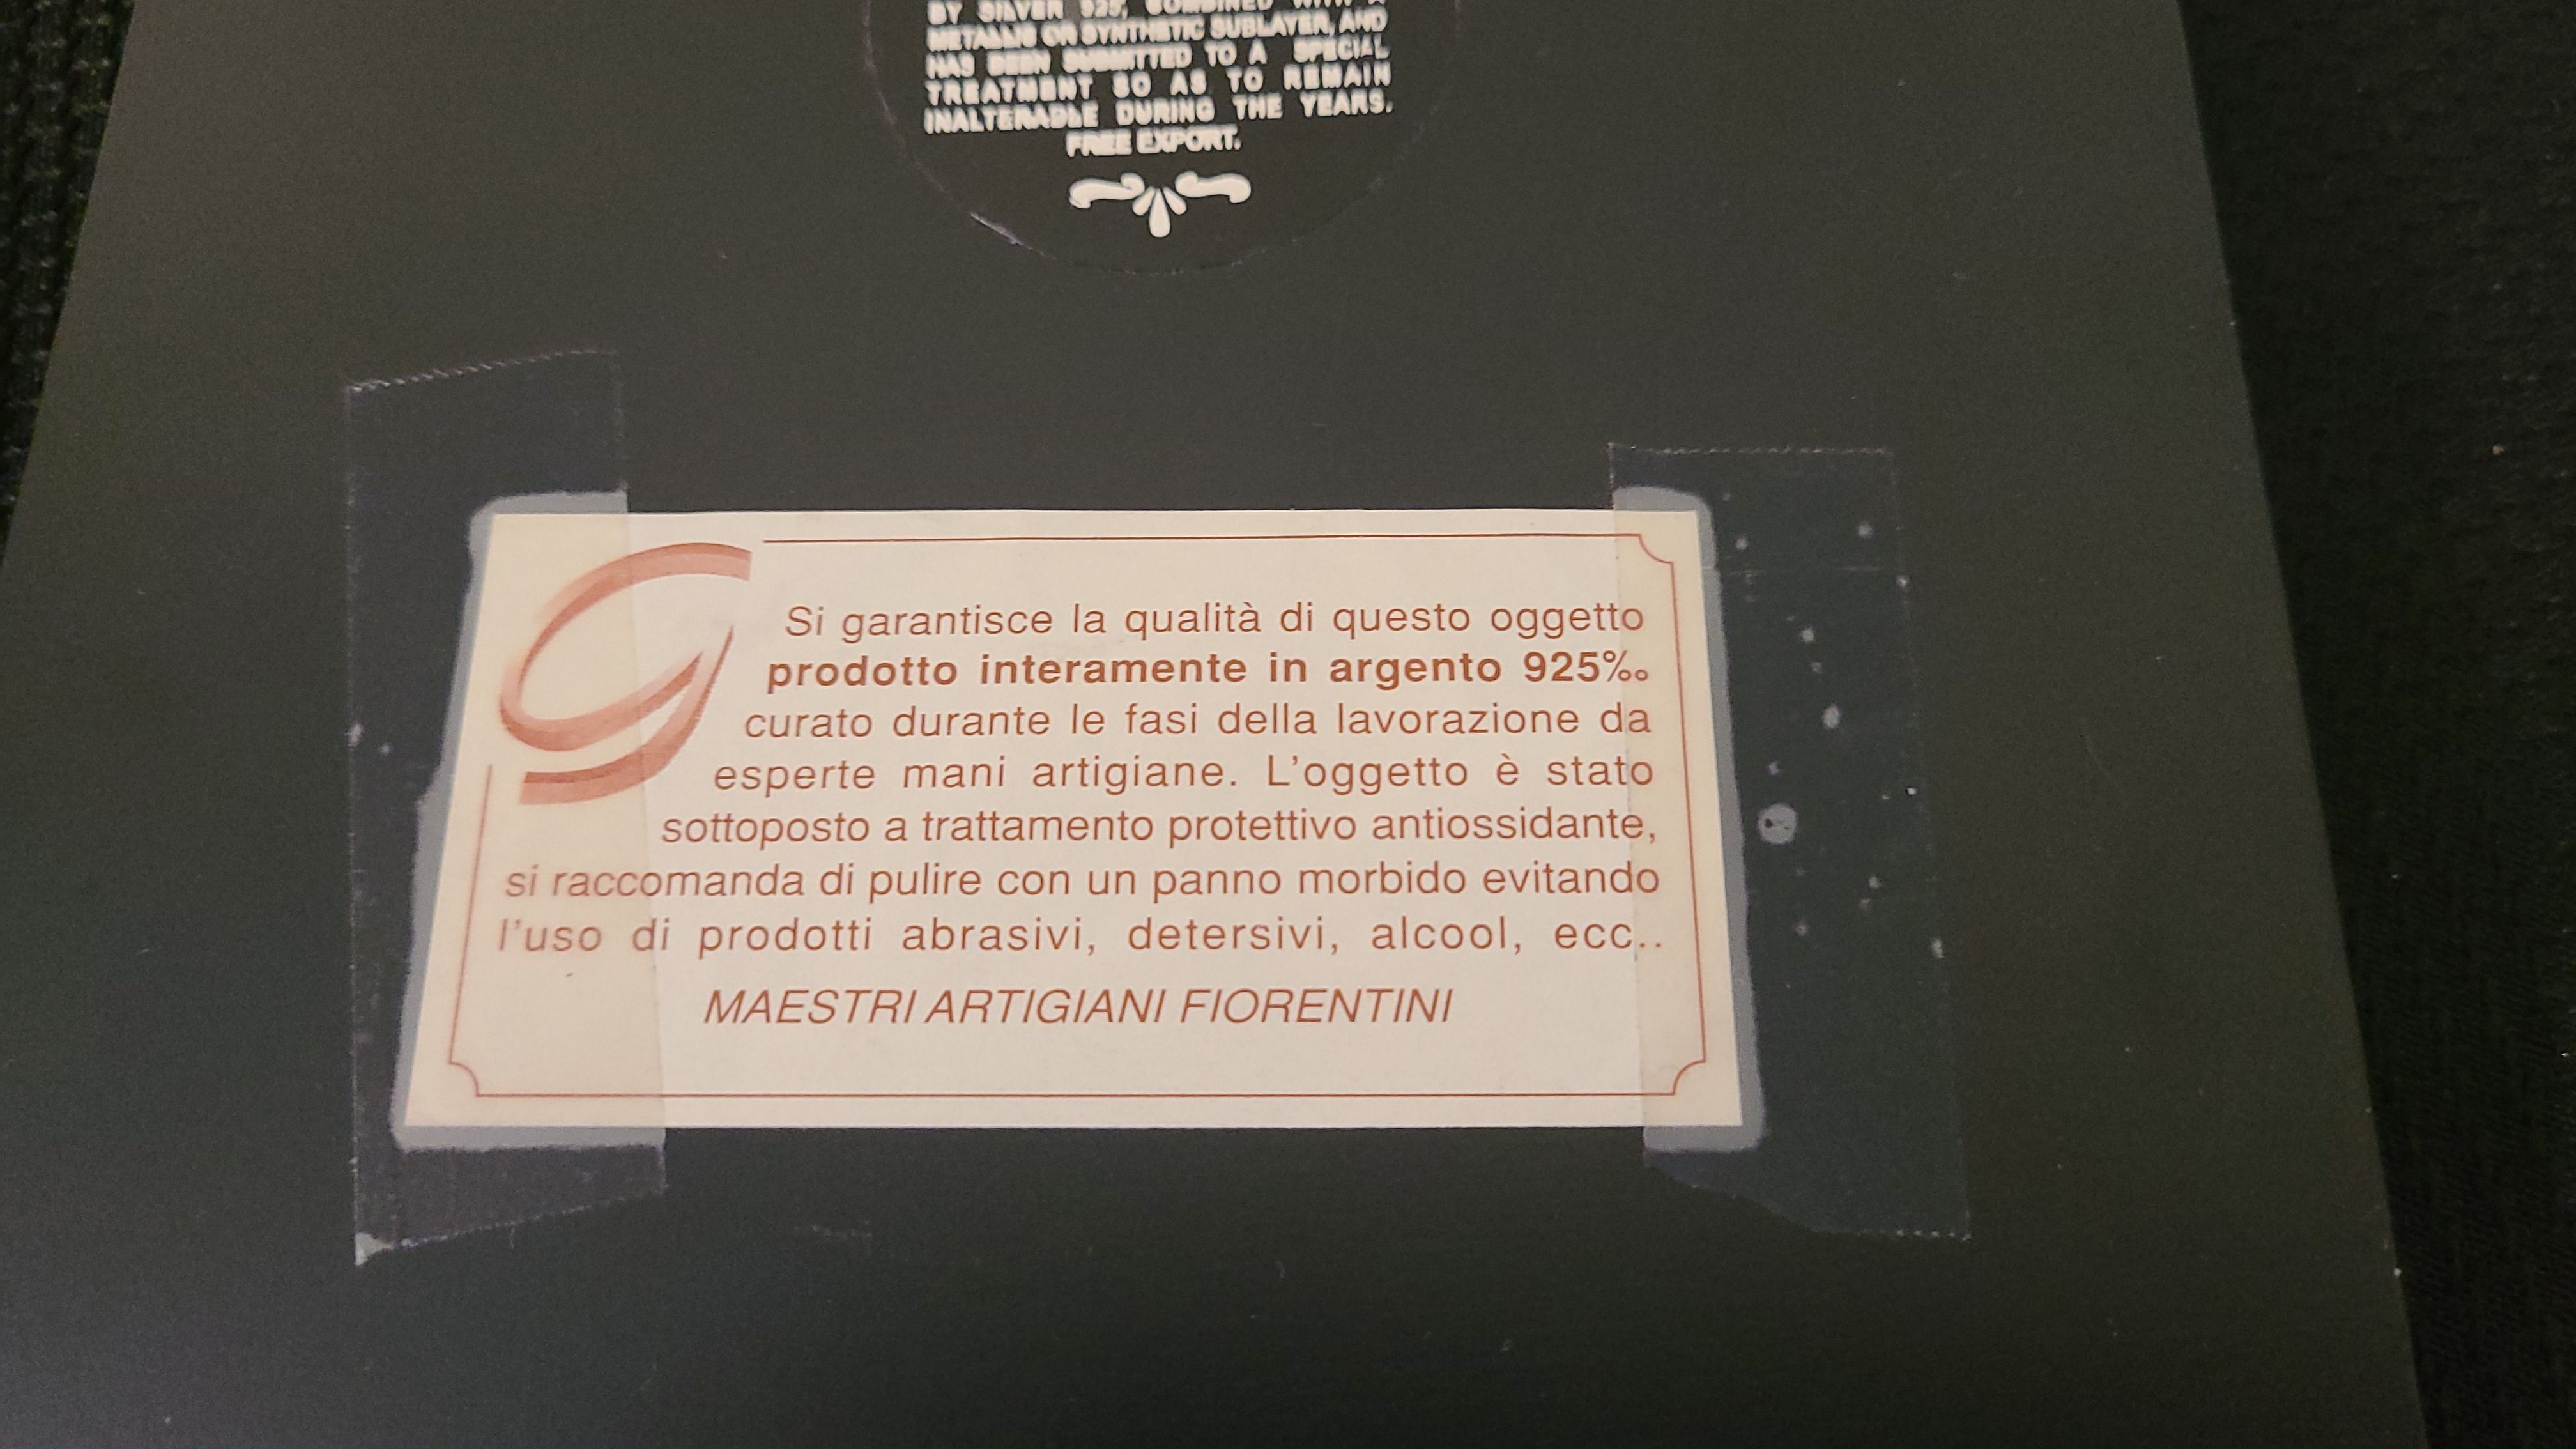 BY SILVER 925, COMBINED WITH A
METALLIC OR SYNTHETIC SUBLAYER, AND
HAS BEEN SUBMITTED TO A SPECIAL
TREATMENT SO AS TO REMAIN
INALTERABLE DURING THE YEARS.
FREE EXPORT.
Si garantisce la qualità di questo oggetto
prodotto interamente in argento 925‰
curato durante le fasi della lavorazione da
esperte mani artigiane. L'oggetto è stato
sottoposto a trattamento protettivo antiossidante,
si raccomanda di pulire con un panno morbido evitando
l'uso di prodotti abrasivi, detersivi, alcool, ecc..
MAESTRI ARTIGIANI FIORENTINI